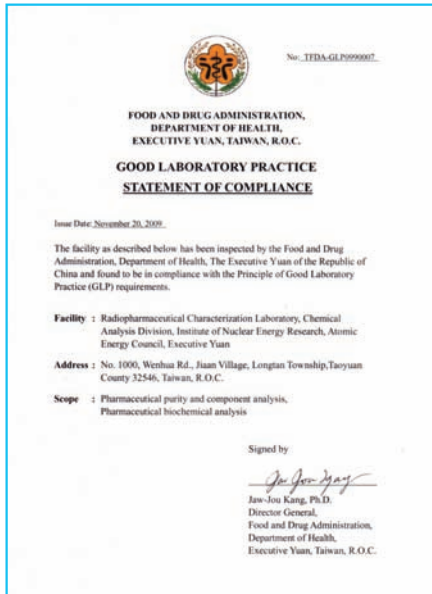 No: TFDA-GLP0990007
FOOD AND DRUG ADMINISTRATION,
DEPARTMENT OF HEALTH,
EXECUTIVE YUAN, TAIWAN, R.O.C.
GOOD LABORATORY PRACTICE
STATEMENT OF COMPLIANCE
Issue Date: November 20, 2009
The facility as described below has been inspected by the Food and Drug
Administration, Department of Health, The Executive Yuan of the Republic of
China and found to be in compliance with the Principle of Good Laboratory
Practice (GLP) requirements.
Facility : Radiopharmaceutical Characterization Laboratory, Chemical
Analysis Division, Institute of Nuclear Energy Research, Atomic
Energy Council, Executive Yuan
Address : No. 1000, Wenhua Rd., Jiaan Village, Longtan Township,Taoyuan
County 32546, Taiwan, R.O.C.
Scope : Pharmaceutical purity and component analysis,
Pharmaceutical biochemical analysis
Signed by
Jaw-Jou Kang, Ph.D.
Director General,
Food and Drug Administration,
Department of Health,
Executive Yuan, Taiwan, R.O.C.